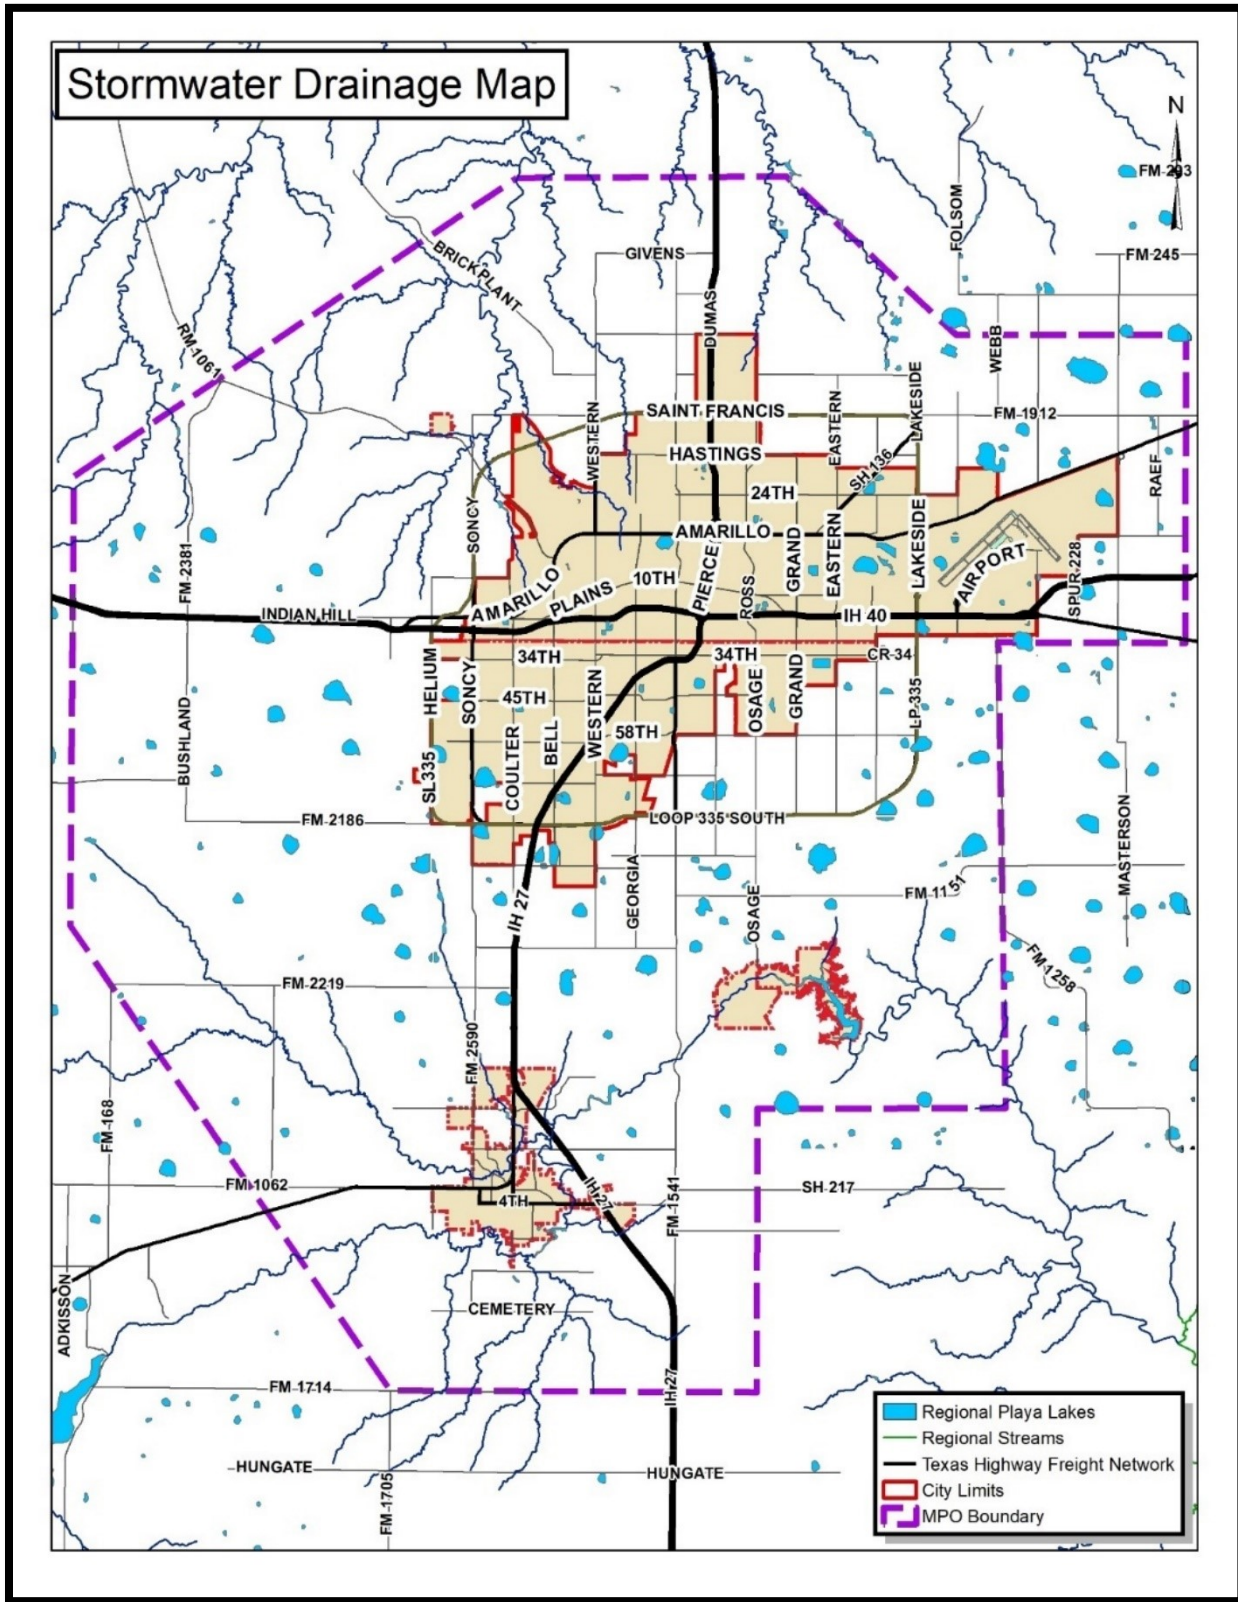 Stormwater Drainage Map
N
FM 293
FOLSOM
BRICKPLANT
GIVENS
FM 245
DUMAS
RM 1061
WEBB
LAKESIDE
SAINT FRANCIS
EASTERN
FM 1912
WESTERN
HASTINGS
SH 136
RAEF
24TH
SONCY
AMARILLO
FM 2381
PIERCE
GRAND
EASTERN
LAKESIDE
AIRPORT
SPUR 228
10TH
ROSS
AMARILLO
PLAINS
INDIAN HILL
IH 40
34TH
34TH
CR 34
HELIUM
SONCY
45TH
WESTERN
OSAGE
GRAND
LP 335
BUSHLAND
58TH
BELL
COULTER
SL335
FM 2186
LOOP 335 SOUTH
MASTERSON
GEORGIA
FM 1151
IH 27
OSAGE
FM 1258
FM 2219
FM 2590
FM 168
FM 1062
4TH
IH 27
FM 1541
SH 217
ADKISSON
CEMETERY
FM 1714
IH 27
HUNGATE
HUNGATE
FM 1705
Regional Playa Lakes
Regional Streams
Texas Highway Freight Network
City Limits
MPO Boundary